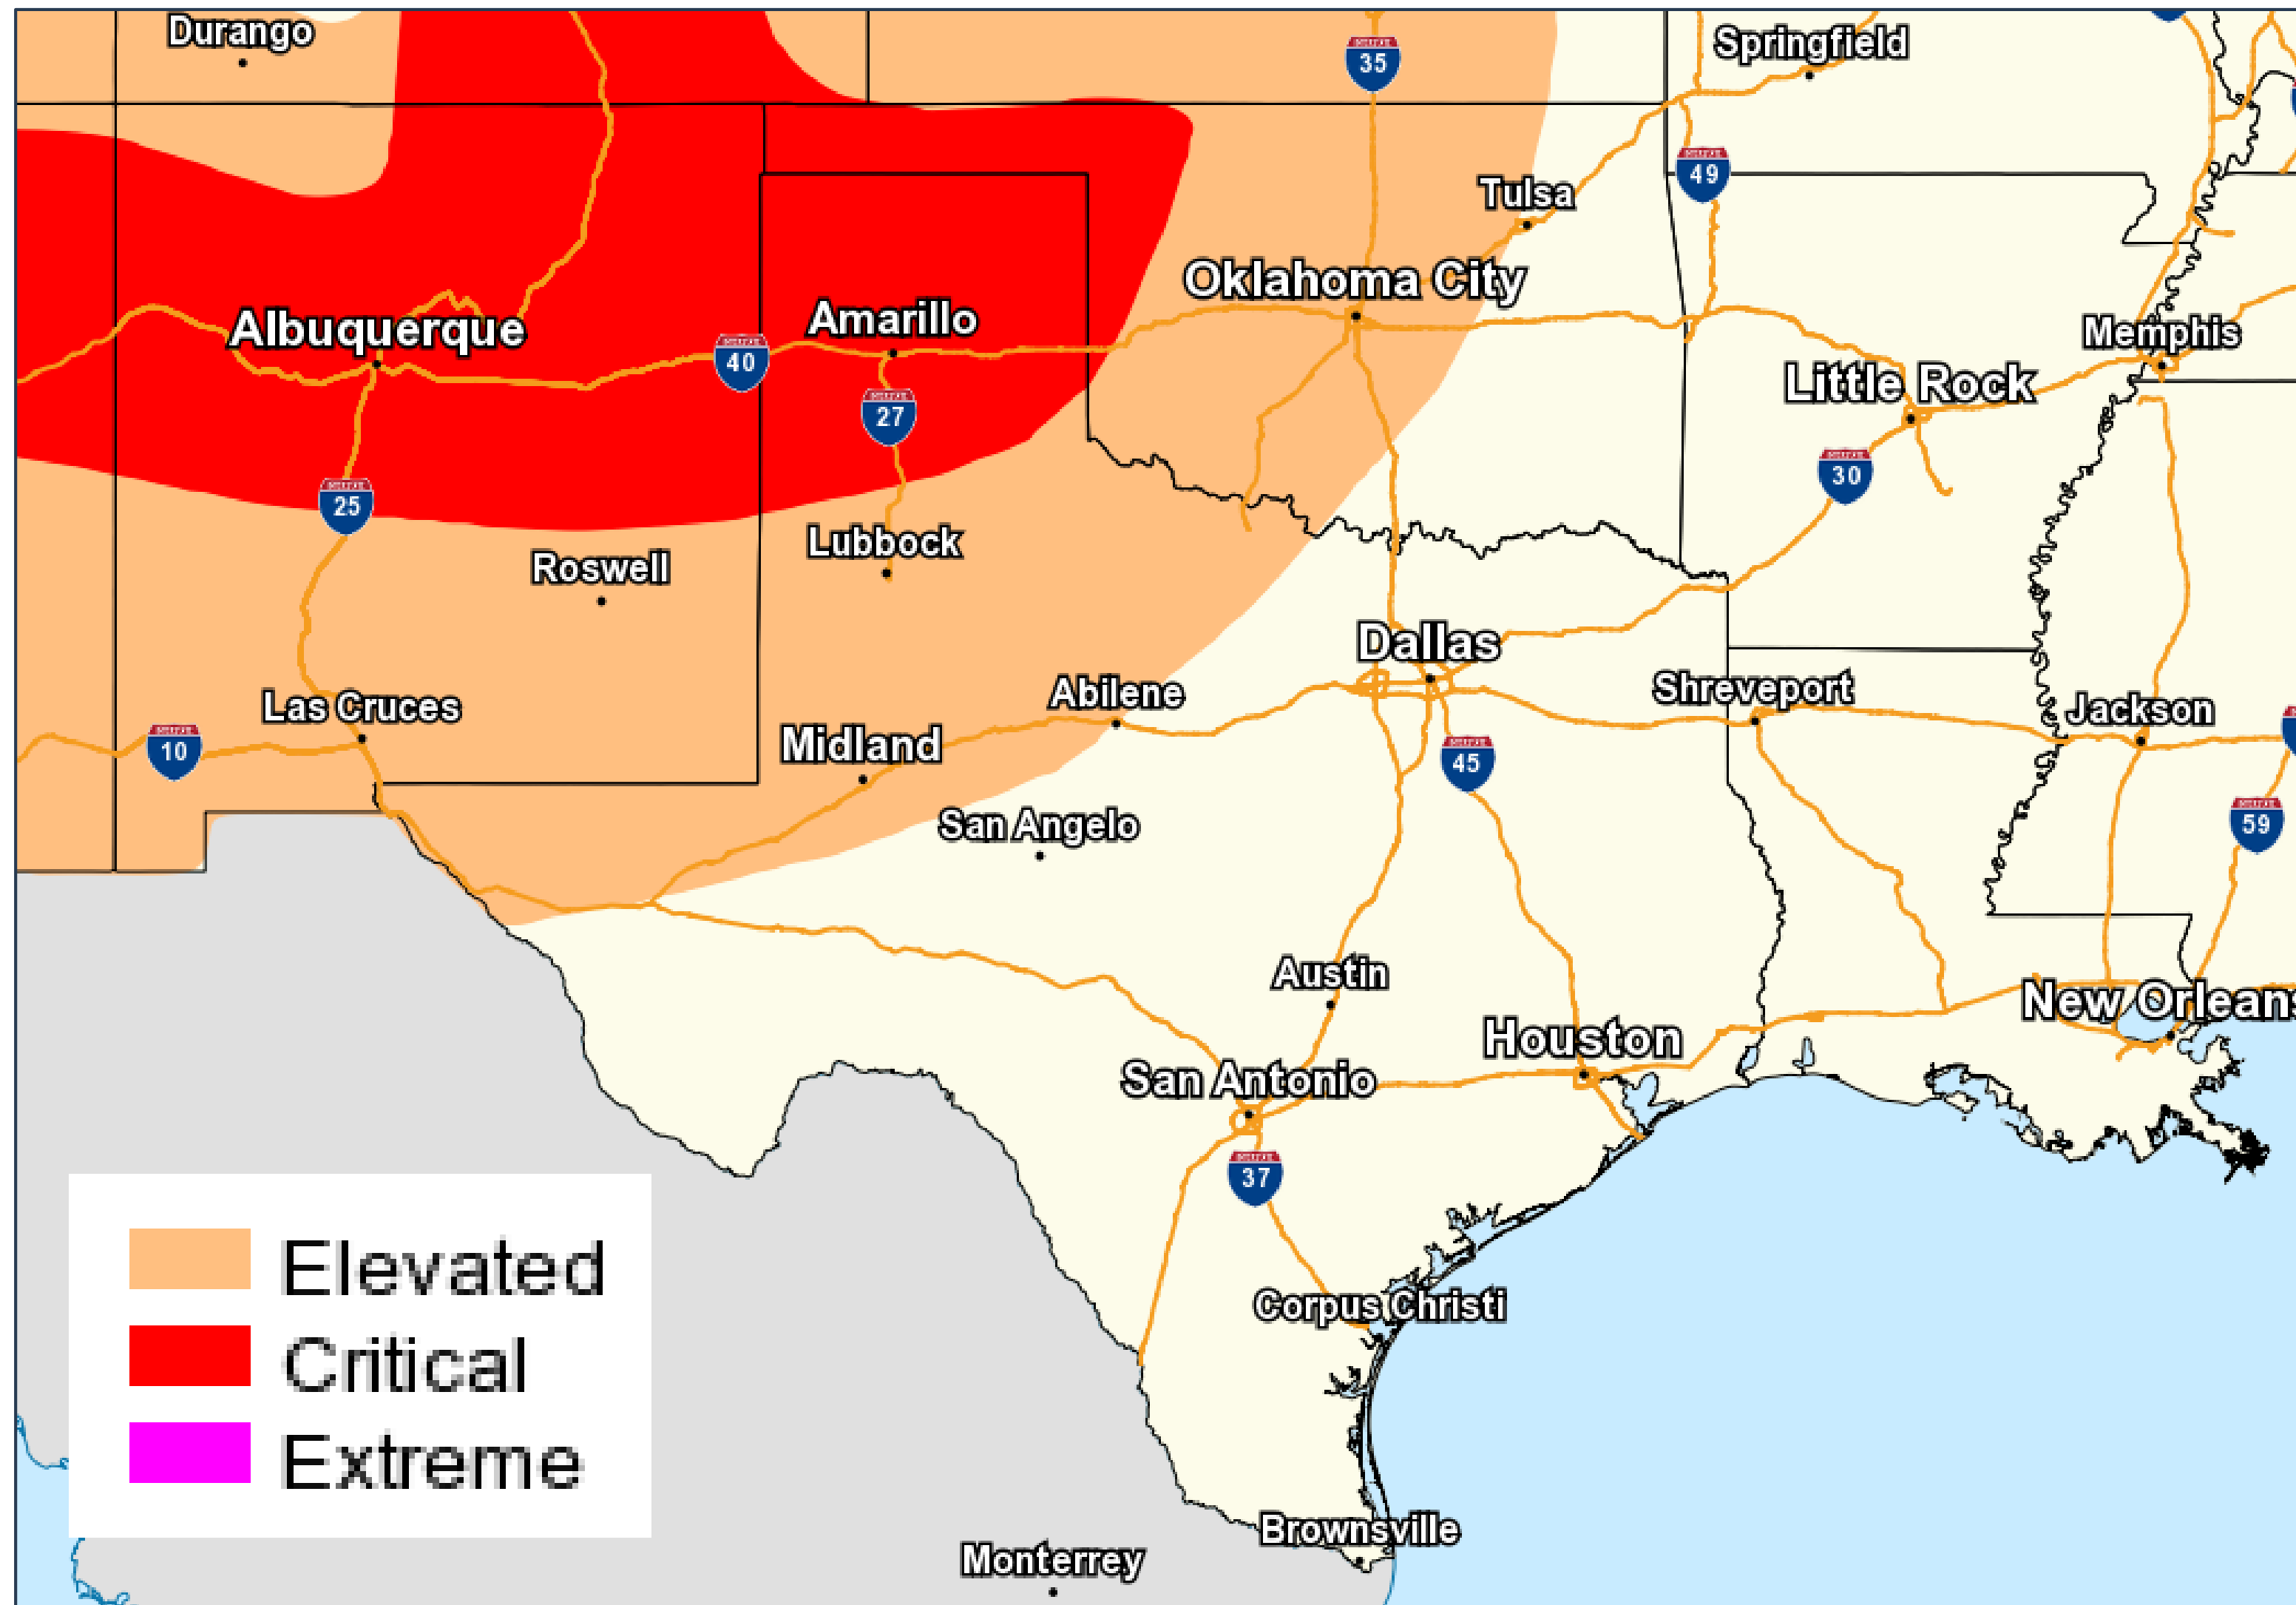 Durango
35
Springfield
49
Tulsa
Oklahoma City
Albuquerque
Amarillo
Memphis
40
Little Rock
27
30
25
Lubbock
Roswell
Dallas
Abilene
Shreveport
Las Cruces
Jackson
10
Midland
45
San Angelo
59
Austin
New Orleans
Houston
San Antonio
37
Elevated
Corpus Christi
Critical
Extreme
Brownsville
Monterrey